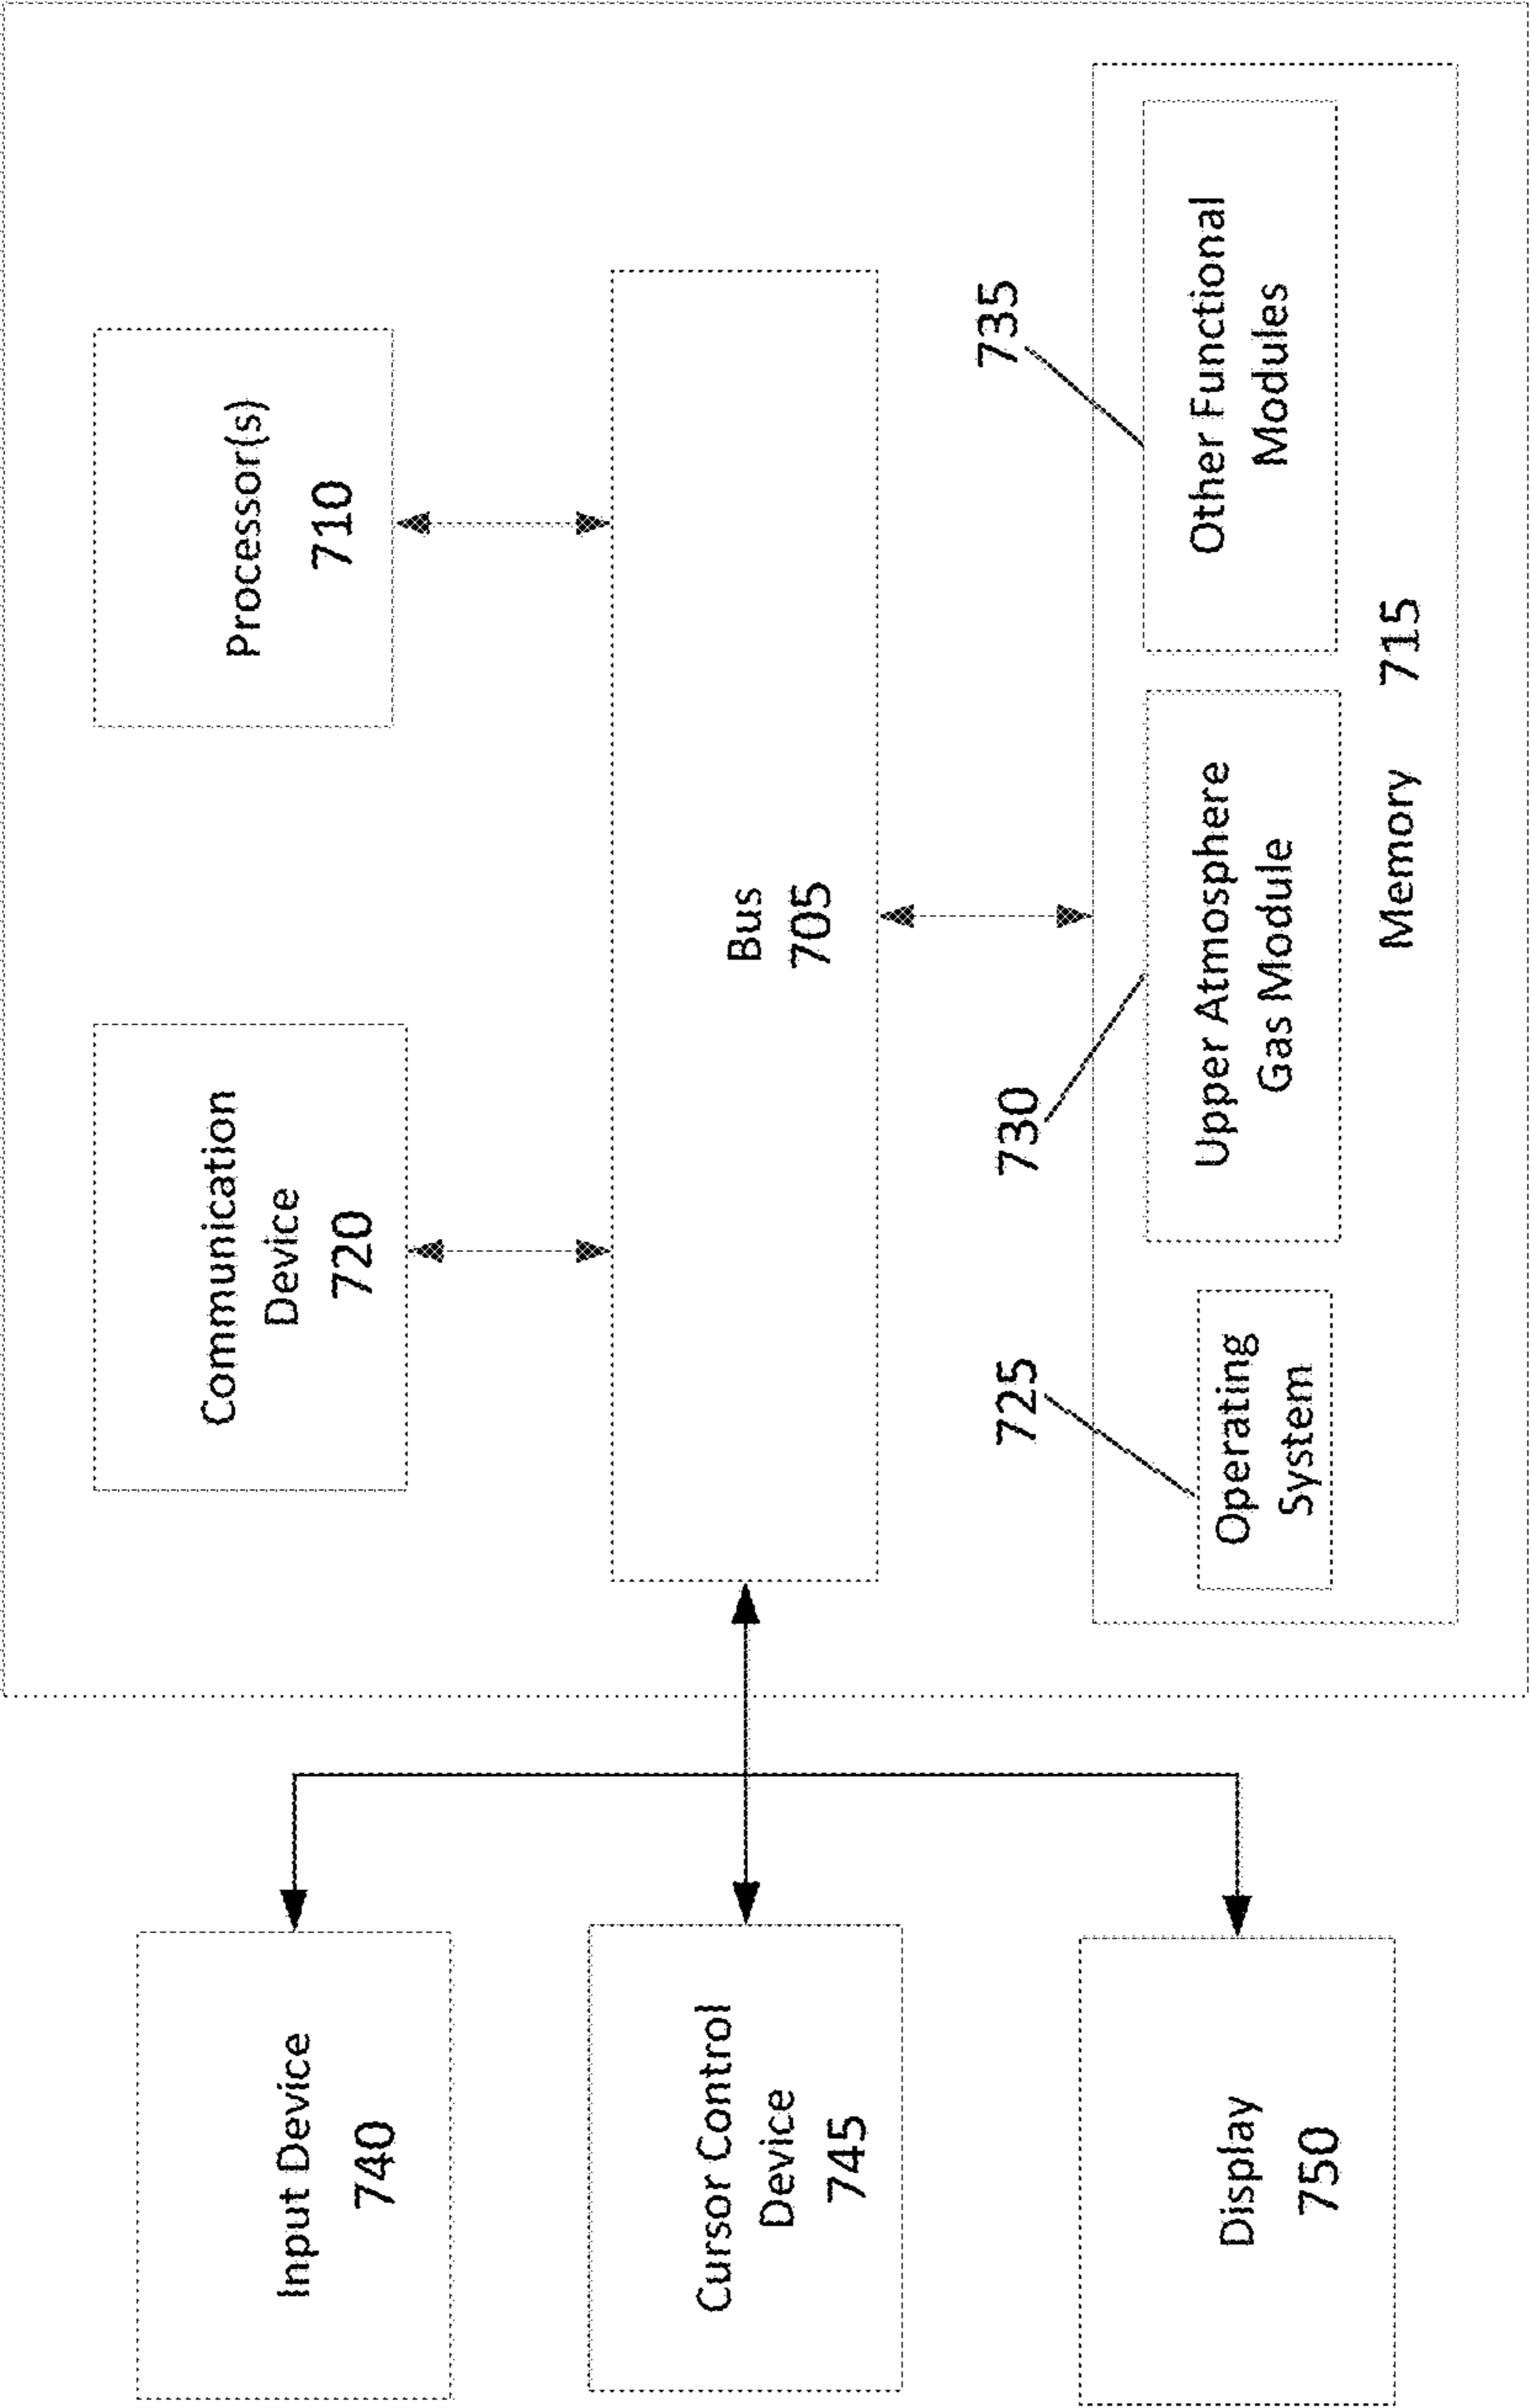 Input Device
740
Cursor Control
Device
745
Display
750
Communication
Device
720
Processor(s)
710
Bus
705
725
730
735
Operating
System
Upper Atmosphere
Gas Module
Other Functional
Modules
Memory 715